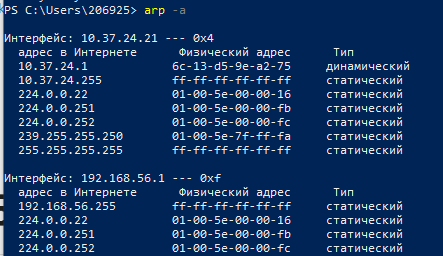 PS C:\Users\206925> arp -a
Интерфейс: 10.37.24.21 --- 0x4
адрес в Интернете Физический адрес Тип
10.37.24.1 6c-13-d5-9e-a2-75 динамический
10.37.24.255 ff-ff-ff-ff-ff-ff статический
224.0.0.22 01-00-5e-00-00-16 статический
224.0.0.251 01-00-5e-00-00-fb статический
224.0.0.252 01-00-5e-00-00-fc статический
239.255.255.250 01-00-5e-7f-ff-fa статический
255.255.255.255 ff-ff-ff-ff-ff-ff статический
Интерфейс: 192.168.56.1 --- 0xf
адрес в Интернете Физический адрес Тип
192.168.56.255 ff-ff-ff-ff-ff-ff статический
224.0.0.22 01-00-5e-00-00-16 статический
224.0.0.251 01-00-5e-00-00-fb статический
224.0.0.252 01-00-5e-00-00-fc статический